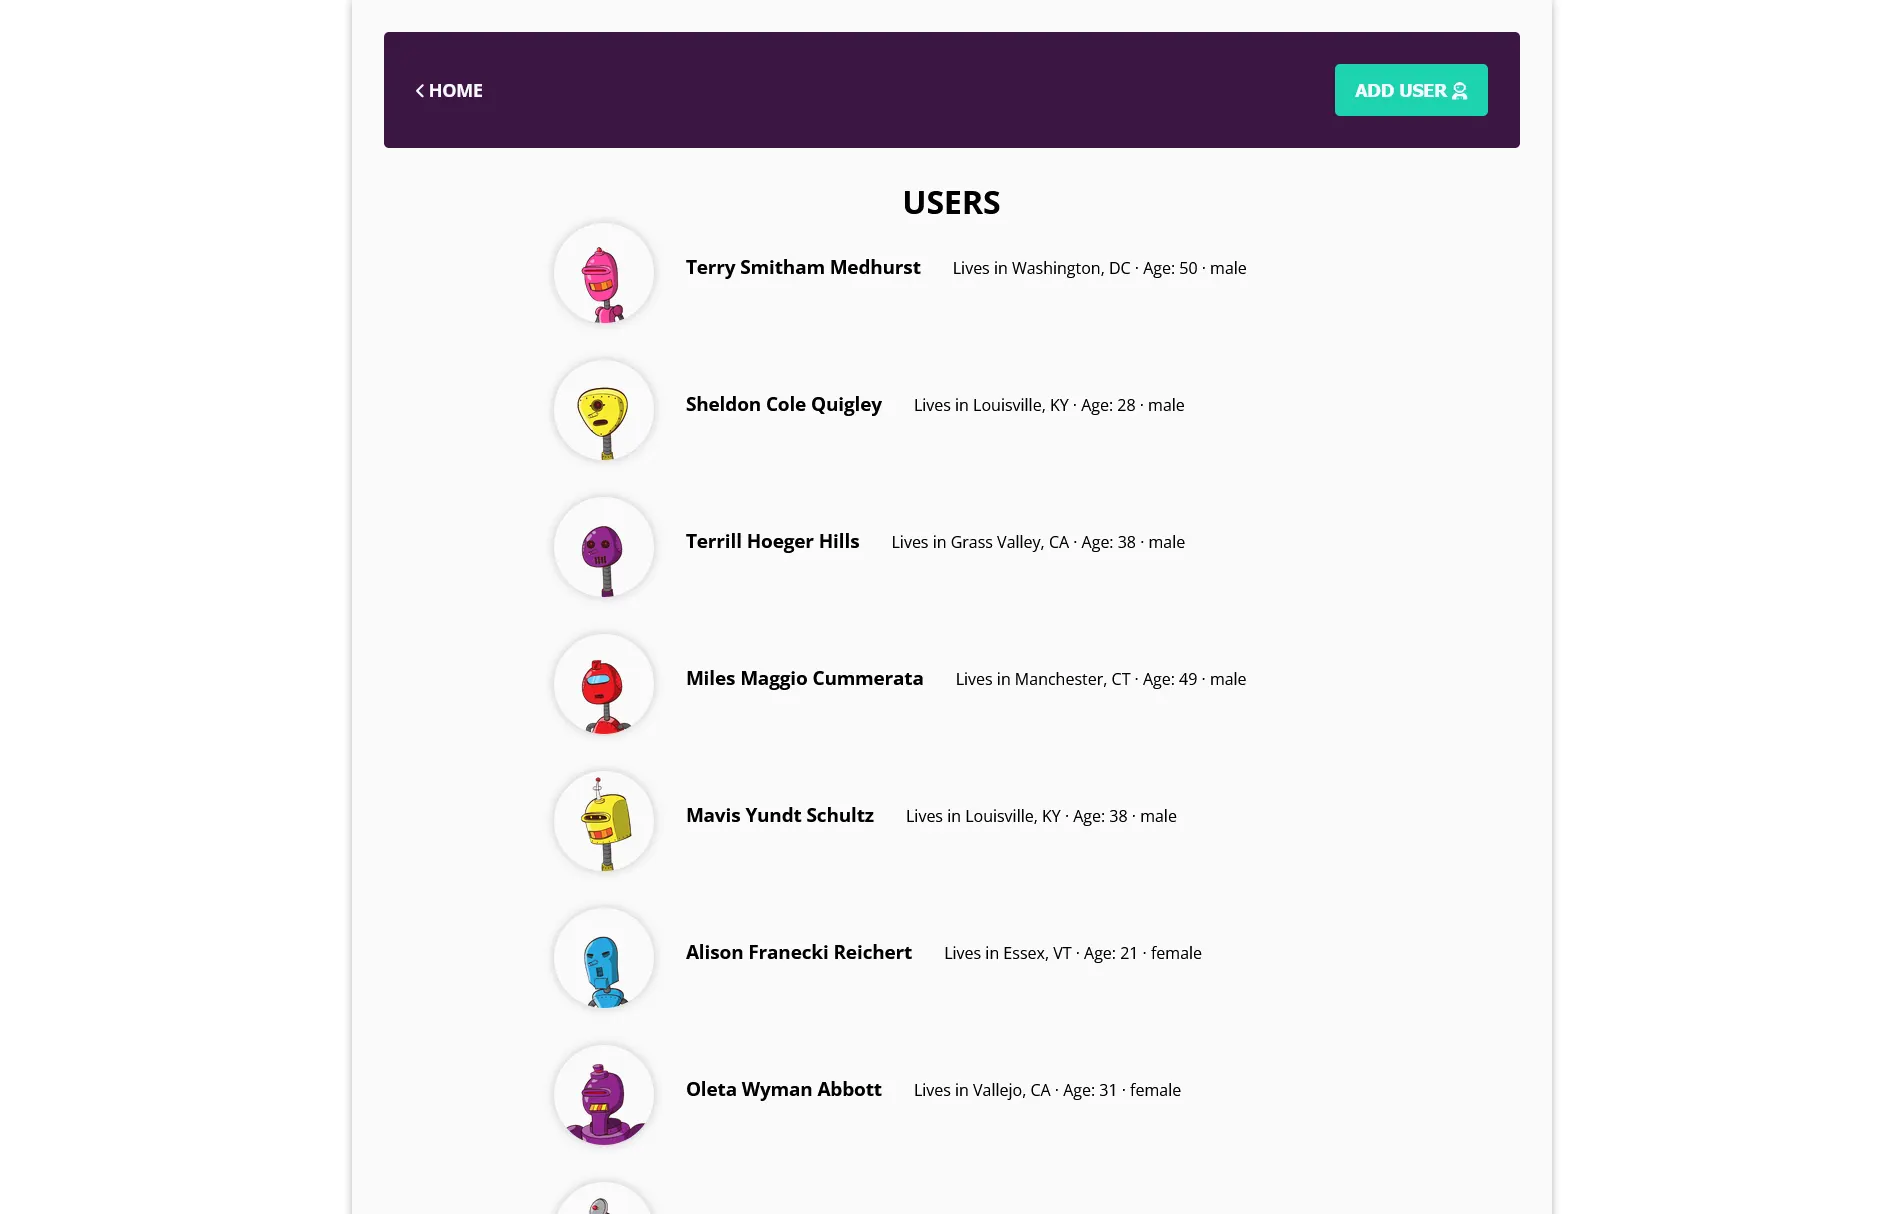 HOME
ADD USER
USERS
Terry Smitham Medhurst Lives in Washington, DC · Age: 50 · male
Sheldon Cole Quigley Lives in Louisville, KY · Age: 28 · male
Terrill Hoeger Hills Lives in Grass Valley, CA · Age: 38 · male
Miles Maggio Cummerata Lives in Manchester, CT · Age: 49 · male
Mavis Yundt Schultz Lives in Louisville, KY · Age: 38 · male
Alison Franecki Reichert Lives in Essex, VT · Age: 21 · female
Oleta Wyman Abbott Lives in Vallejo, CA · Age: 31 · female